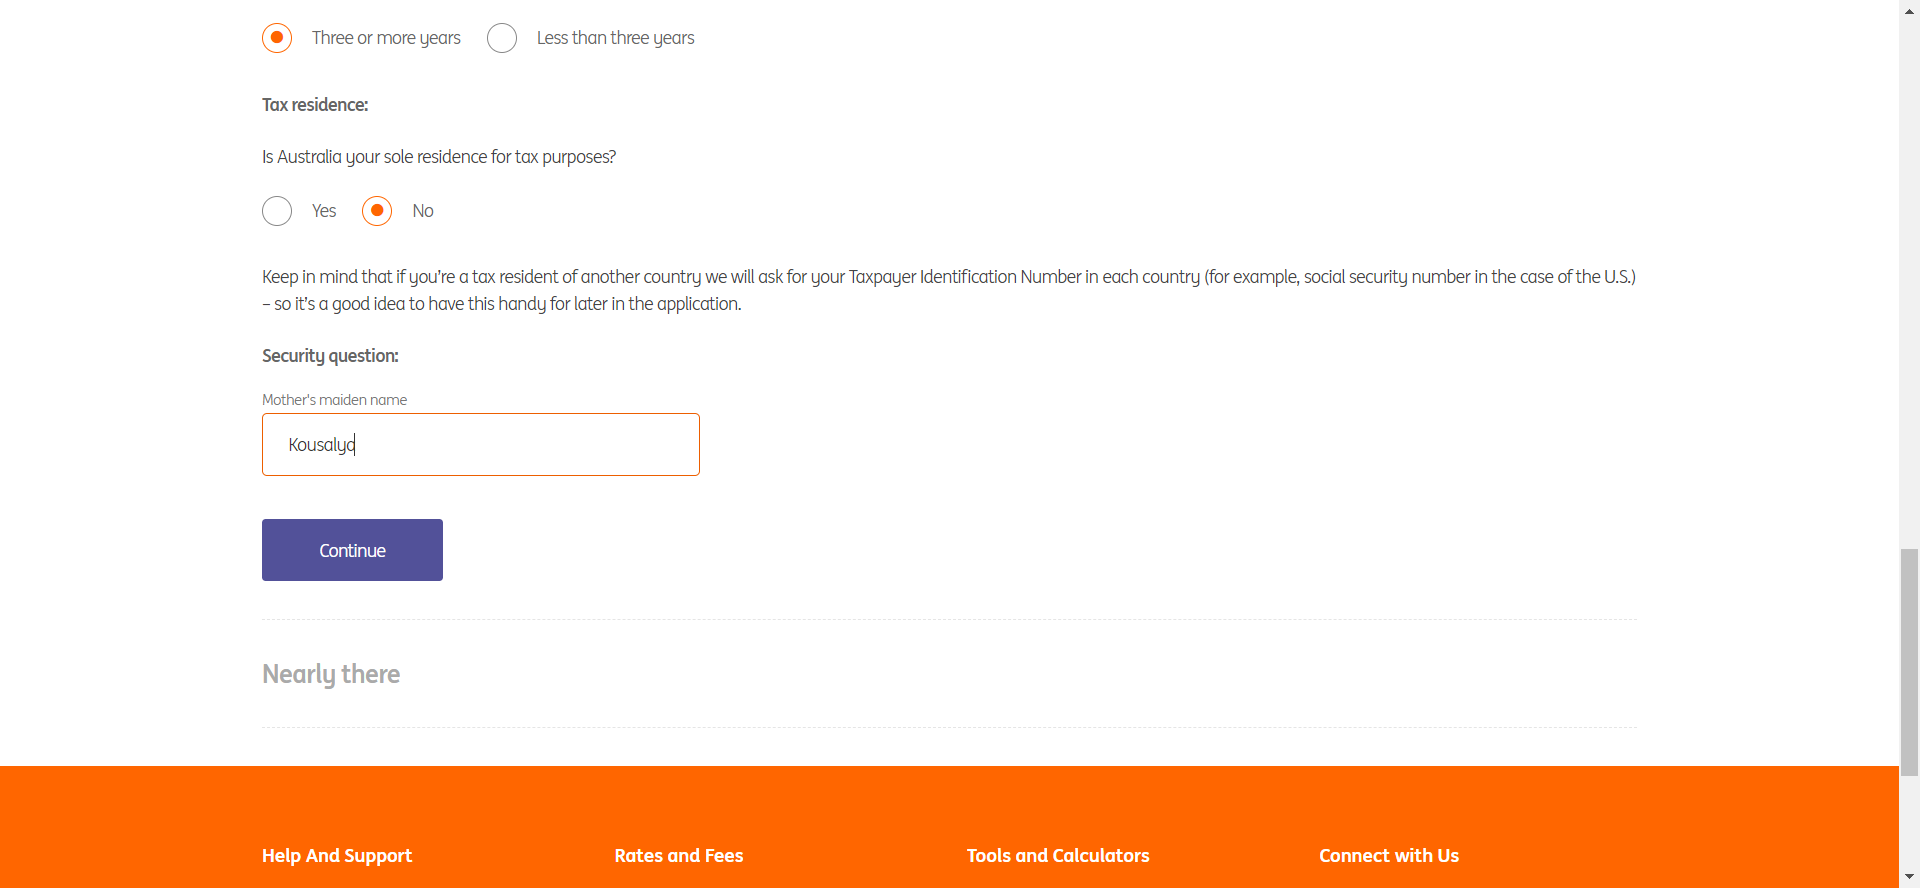 Three or more years Less than three years
Tax residence:
Is Australia your sole residence for tax purposes?
Yes No
Keep in mind that if you're a tax resident of another country we will ask for your Taxpayer Identification Number in each country (for example, social security number in the case of the U.S.)
– so it's a good idea to have this handy for later in the application.
Security question:
Mother's maiden name
Kousalya
Continue
Nearly there
Help And Support Rates and Fees Tools and Calculators Connect with Us